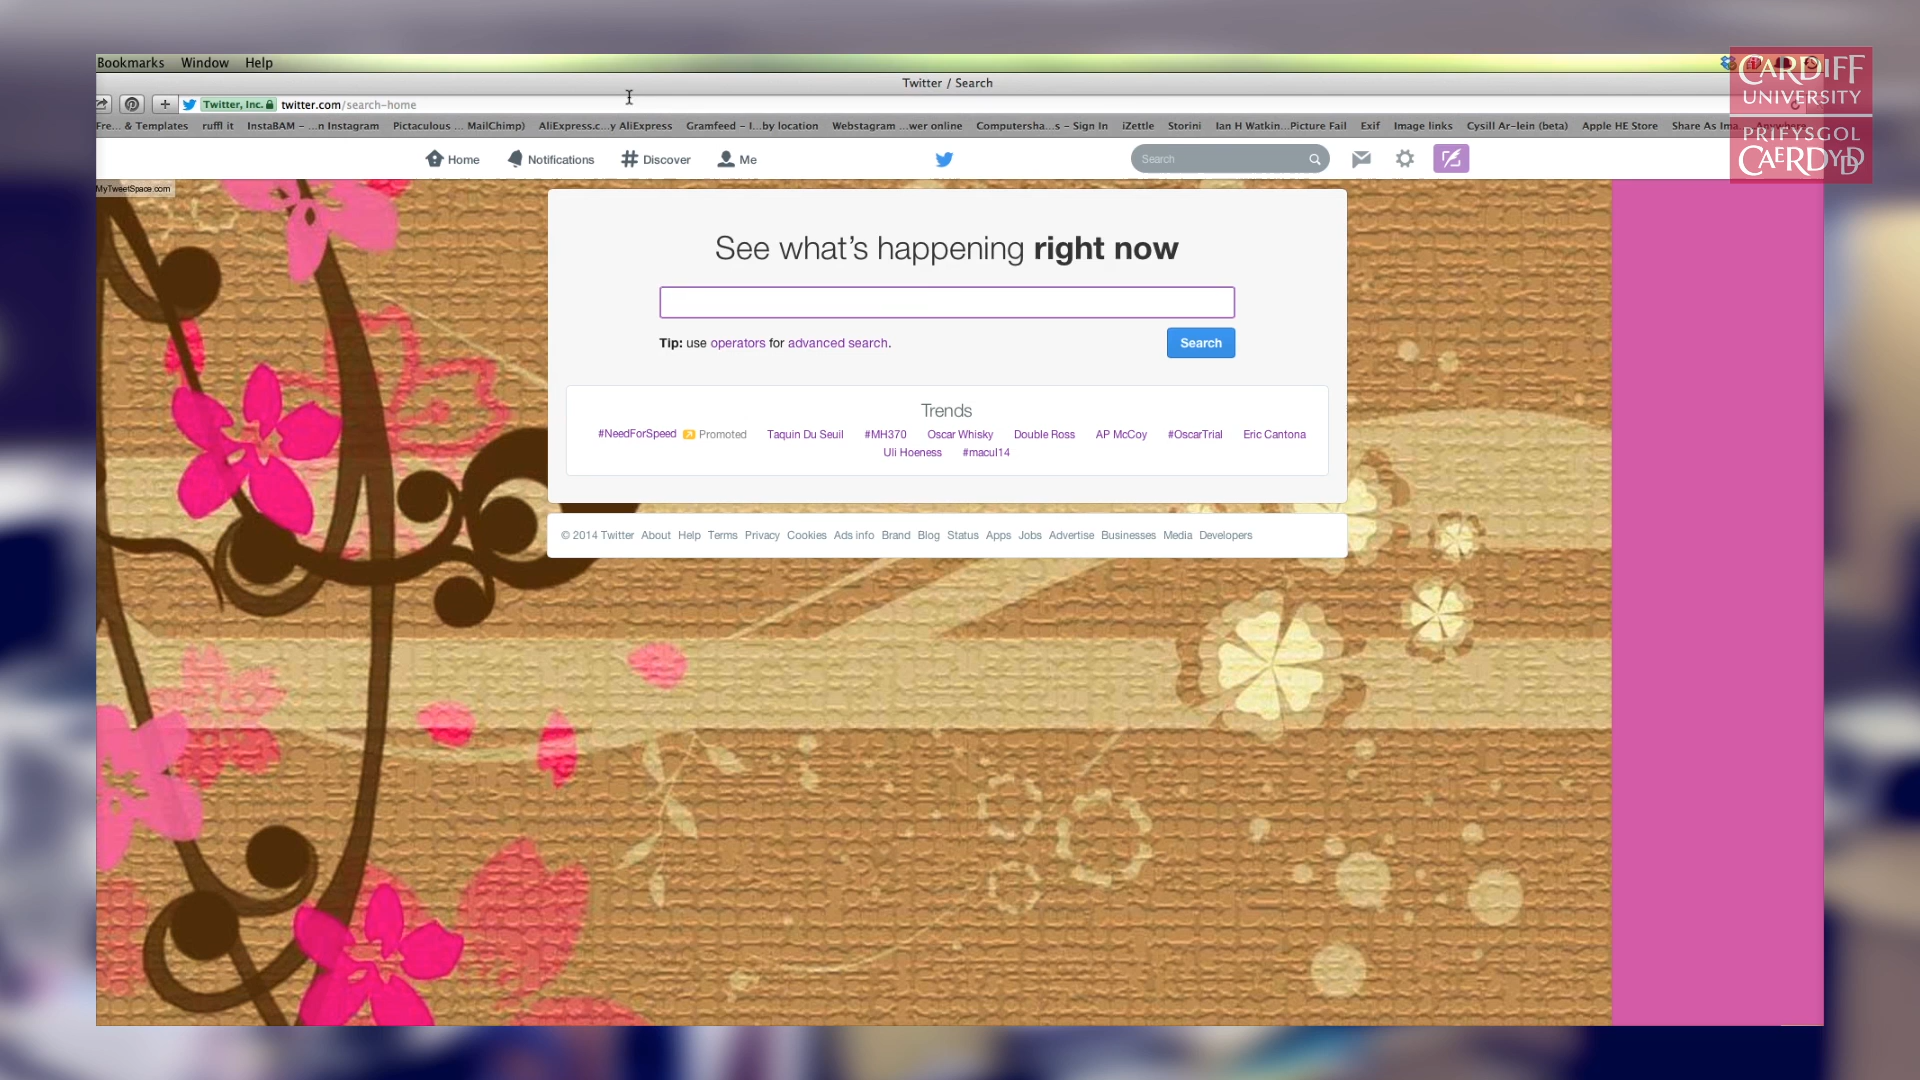 Bookmarks Window Help
Twitter / Search
Twitter, Inc. twitter.com/search-home
Fre... & Templates ruffl it InstaBAM – ...n Instagram Pictaculous ... MailChimp) AliExpress.c...y AliExpress Gramfeed – I...by location Webstagram ...wer online Computersha...s – Sign In iZettle Storini Ian H Watkin...Picture Fail Exif Image links Cysill Ar-lein (beta) Apple HE Store Share As Ima...
CARDIFF
UNIVERSITY
PRIFYSGOL
CAERDYDD
Home Notifications Discover Me Search
MyTweetSpace.com
See what's happening right now
Tip: use operators for advanced search.
Search
Trends
#NeedForSpeed Promoted Taquin Du Seuil #MH370 Oscar Whisky Double Ross AP McCoy #OscarTrial Eric Cantona
Uli Hoeness #macul14
© 2014 Twitter About Help Terms Privacy Cookies Ads info Brand Blog Status Apps Jobs Advertise Businesses Media Developers